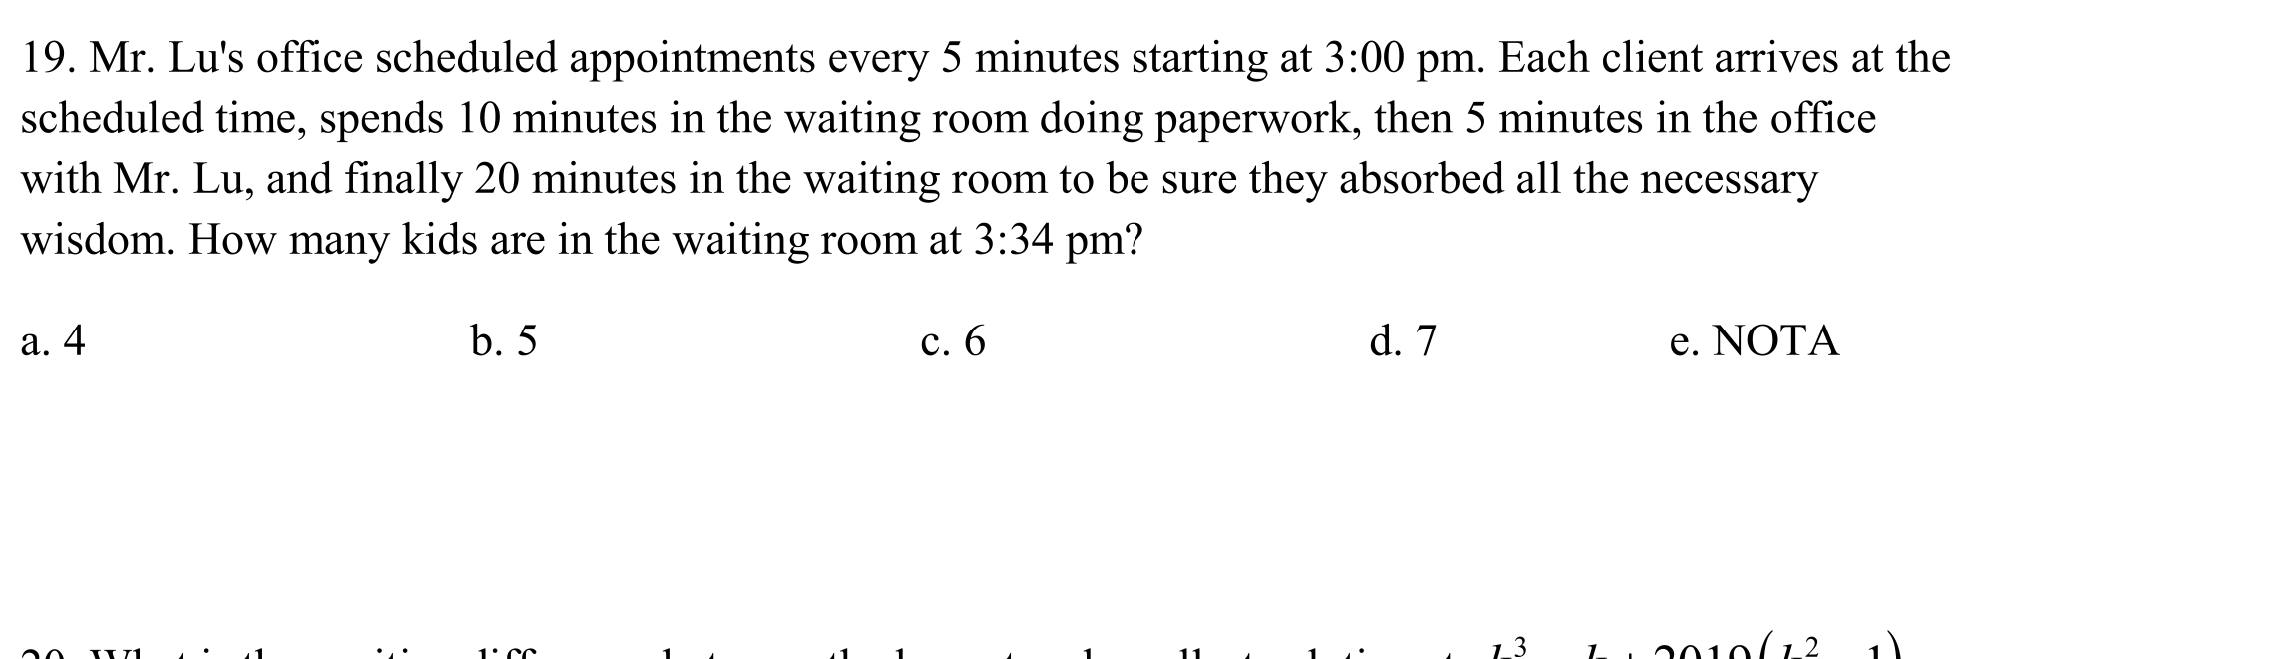 19. Mr. Lu's office scheduled appointments every 5 minutes starting at 3:00 pm. Each client arrives at the
scheduled time, spends 10 minutes in the waiting room doing paperwork, then 5 minutes in the office
with Mr. Lu, and finally 20 minutes in the waiting room to be sure they absorbed all the necessary
wisdom. How many kids are in the waiting room at 3:34 pm?
a. 4 b. 5 c. 6 d. 7 e. NOTA